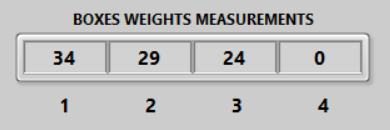 BOXES WEIGHTS MEASUREMENTS
34 29 24 0
1 2 3 4